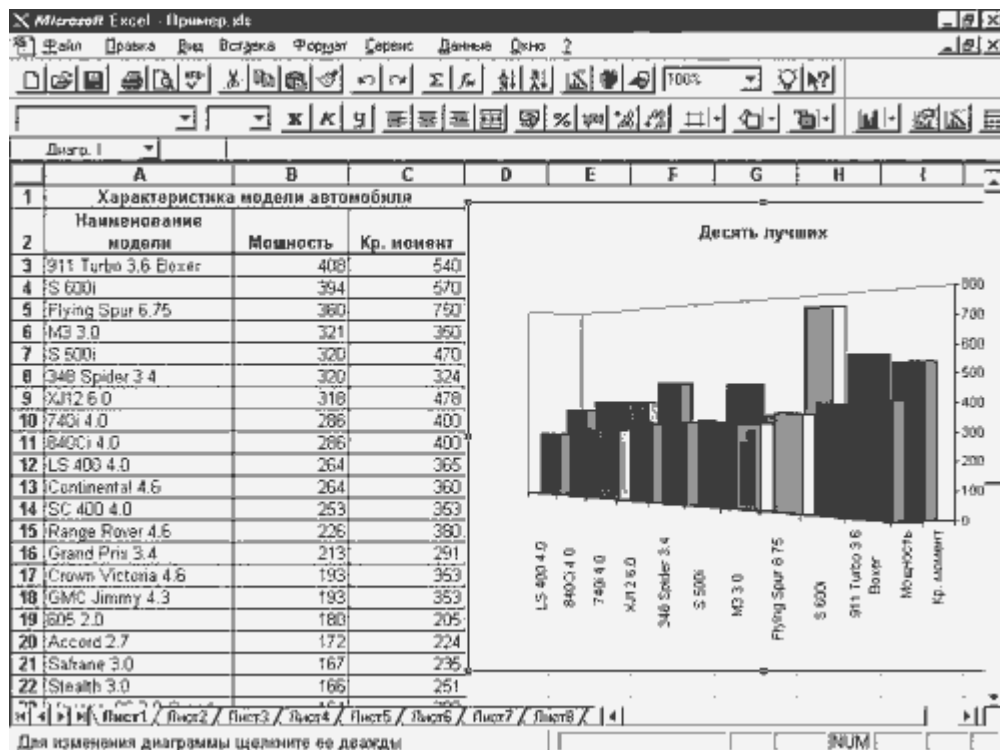 Microsoft Excel - Пример.xls
Файл Правка Вид Вставка Формат Сервис Данные Окно ?
100%
Ж К Ч
Диагр. 1
A B C D E F G H I
1 Характеристика модели автомобиля
2 Наименование модели Мощность Кр. момент
3 911 Turbo 3.6 Boxer 408 540
4 S 600i 394 570
5 Flying Spur 6.75 360 750
6 M3 3.0 321 350
7 S 500i 320 470
8 348 Spider 3.4 320 324
9 XJ12 6.0 318 478
10 740i 4.0 286 400
11 840Ci 4.0 286 400
12 LS 400 4.0 264 365
13 Continental 4.6 264 360
14 SC 400 4.0 253 353
15 Range Rover 4.6 226 380
16 Grand Prix 3.4 213 291
17 Crown Victoria 4.6 193 353
18 GMC Jimmy 4.3 193 353
19 605 2.0 180 205
20 Accord 2.7 172 224
21 Safrane 3.0 167 235
22 Stealth 3.0 166 251
Десять лучших
800
700
600
500
400
300
200
100
0
LS 400 4.0
840Ci 4.0
740i 4.0
XJ12 6.0
348 Spider 3.4
S 500i
M3 3.0
Flying Spur 6.75
S 600i
911 Turbo 3.6 Boxer
Мощность
Кр. момент
Лист1 Лист2 Лист3 Лист4 Лист5 Лист6 Лист7 Лист8
Для изменения диаграммы щелкните ее дважды
NUM